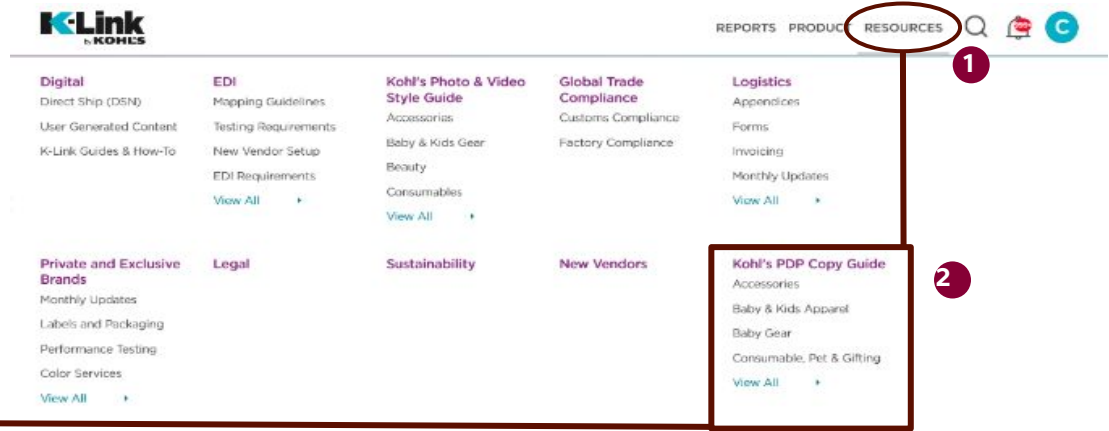 K-Link
by KOHL'S
REPORTS PRODUC RESOURCES C
1
Digital
Direct Ship (DSN)
User Generated Content
K-Link Guides & How-To
EDI
Mapping Guidelines
Testing Requirements
New Vendor Setup
EDI Requirements
View All
Kohl's Photo & Video
Style Guide
Accessories
Baby & Kids Gear
Beauty
Consumables
View All
Global Trade
Compliance
Customs Compliance
Factory Compliance
Logistics
Appendices
Forms
Invoicing
Monthly Updates
View All
Private and Exclusive
Brands
Monthly Updates
Labels and Packaging
Performance Testing
Color Services
View All
Legal
Sustainability
New Vendors
Kohl's PDP Copy Guide
Accessories
Baby & Kids Apparel
Baby Gear
Consumable, Pet & Gifting
View All
2